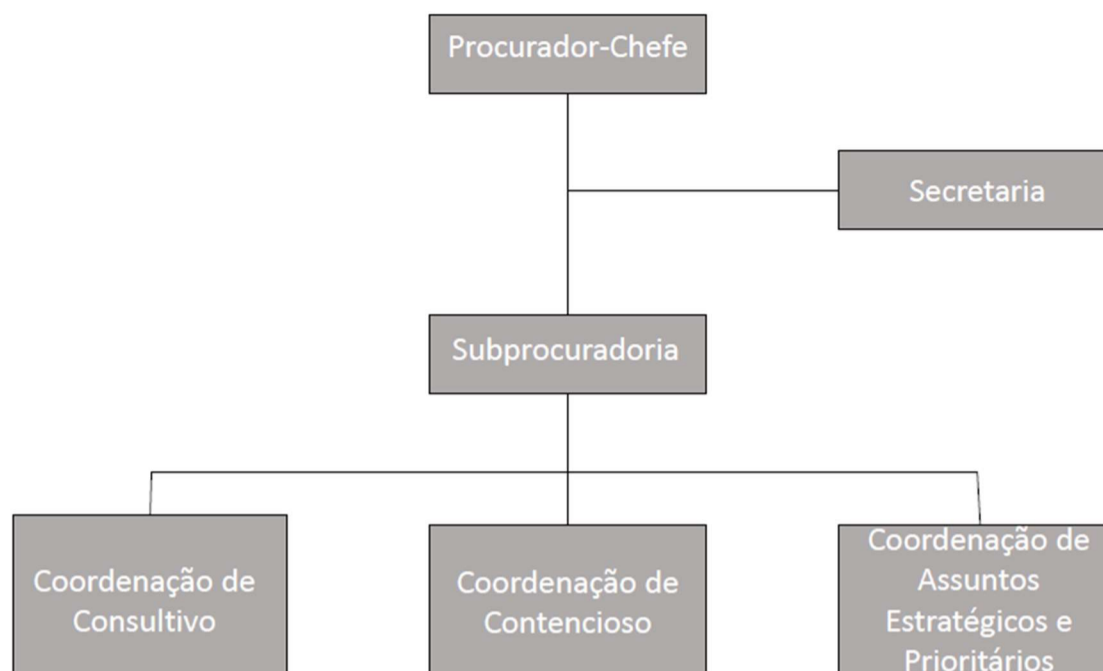 Procurador-Chefe
Secretaria
Subprocuradoria
Coordenação de
Consultivo
Coordenação de
Contencioso
Coordenação de
Assuntos
Estratégicos e
Prioritários